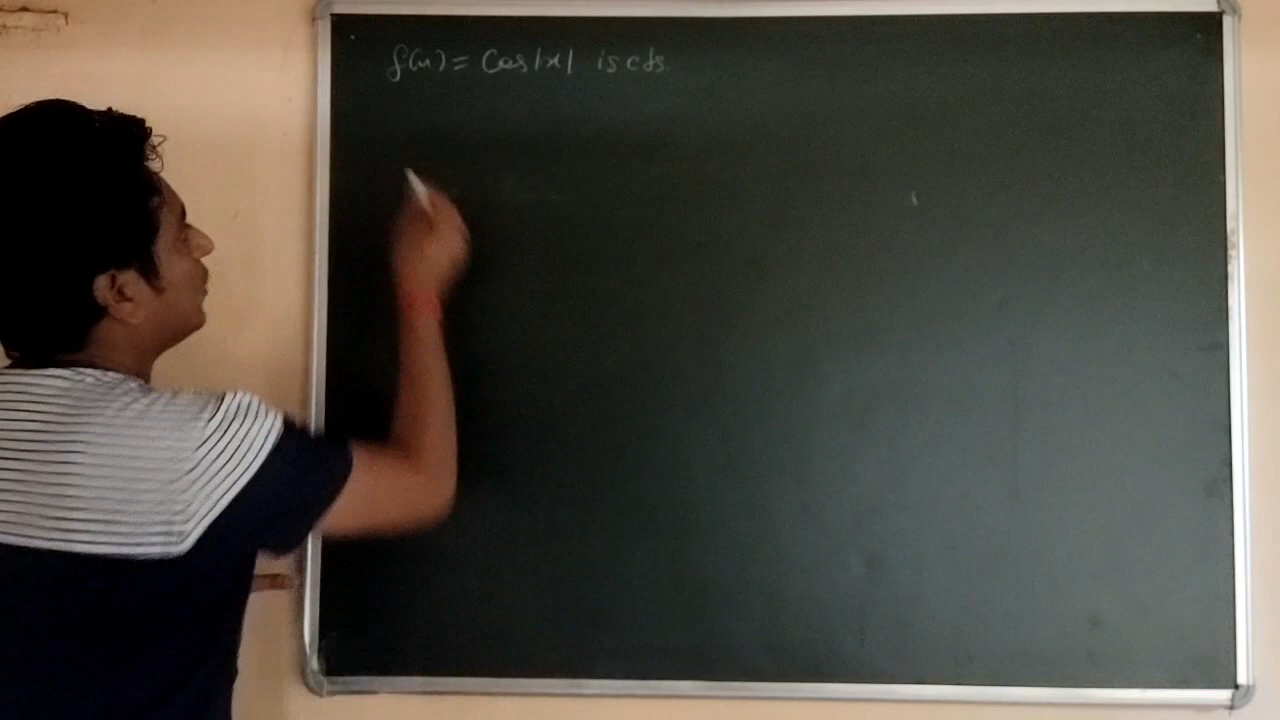 f(x) = Cos|x| is cts.